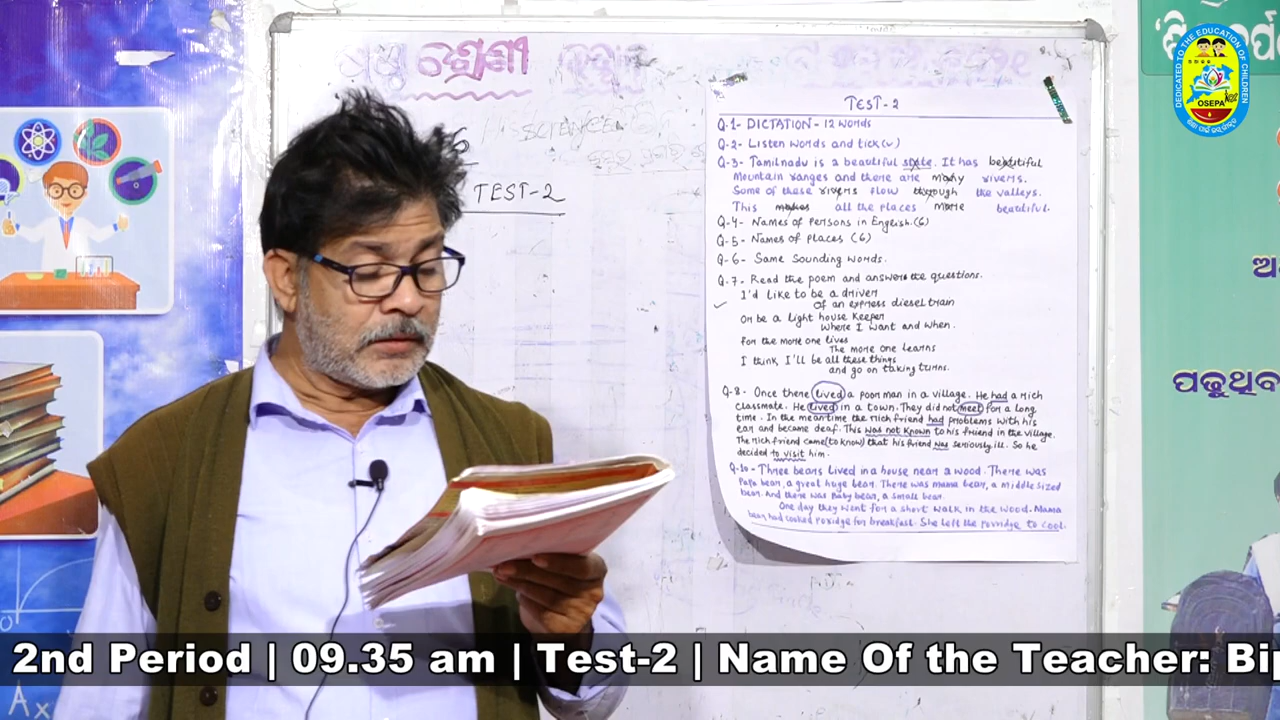 ଶ୍ରେଣୀ
SCIENCE
TEST-2
TEST-2
Q-1- DICTATION - 12 words
Q-2- Listen words and tick(✓)
Q-3- Tamilnadu is a beautiful state. It has beautiful
Mountain ranges and there are many rivers.
Some of these rivers flow through the valleys.
This makes all the places more beautiful.
Q-4- Names of Persons in English.(6)
Q-5- Names of places (6)
Q-6- Same Sounding words.
Q-7- Read the poem and answer the questions.
I'd like to be a driver
Of an express diesel train
Or be a light house keeper
Where I want and when.
For the more one lives
The more one learns
I think, I'll be all these things
and go on taking turns.
Q-8- Once there lived a poor man in a village. He had a rich
classmate. He lived in a town. They did not meet for a long
time. In the mean time the rich friend had problems with his
ear and became deaf. This was not known to his friend in the village.
The rich friend came (to know) that his friend was seriously ill. So he
decided to visit him.
Q-10- Three bears lived in a house near a wood. There was
Papa bear, a great huge bear. There was mama bear, a middle sized
bear. And there was Baby bear, a small bear.
One day they went for a short walk in the wood. Mama
bear had cooked porridge for breakfast. She left the porridge to cool.
DEDICATED TO THE EDUCATION OF CHILDREN
OSEPA
ପଢୁଥିବା
2nd Period | 09.35 am | Test-2 | Name Of the Teacher: Bip